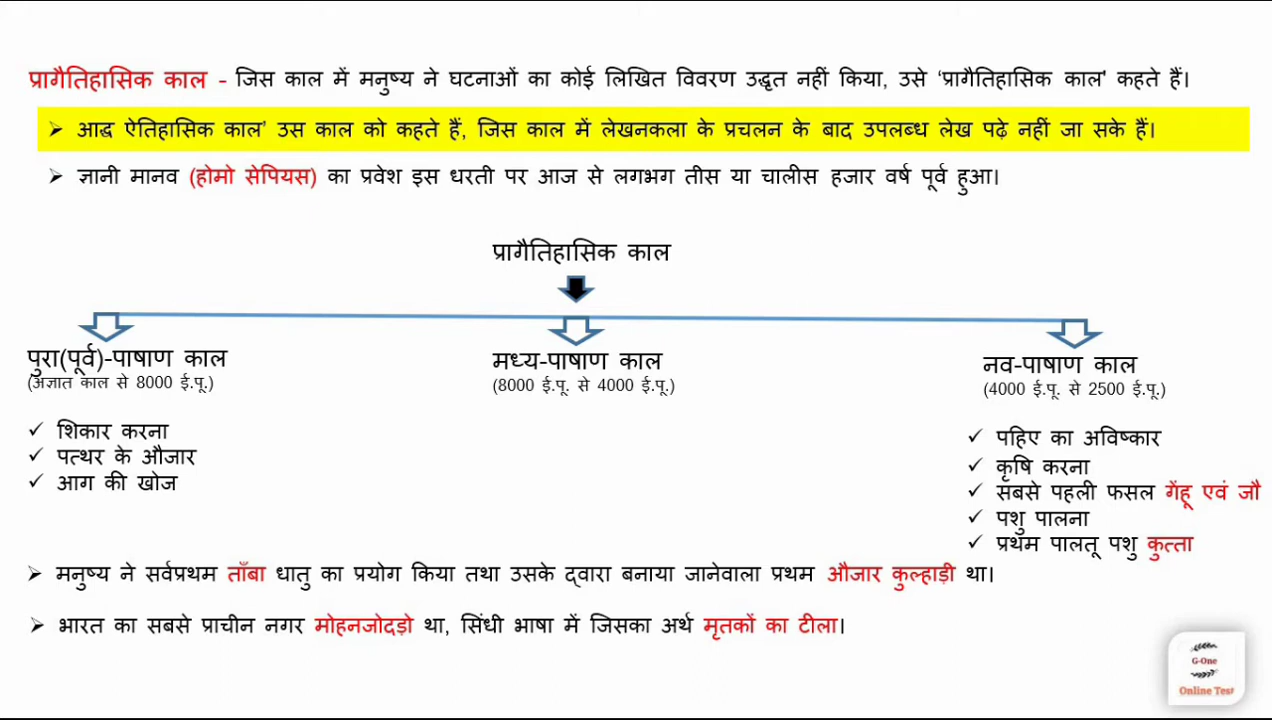 प्रागैतिहासिक काल - जिस काल में मनुष्य ने घटनाओं का कोई लिखित विवरण उद्धृत नहीं किया, उसे ‘प्रागैतिहासिक काल' कहते हैं।
➢ आद्ध ऐतिहासिक काल’ उस काल को कहते हैं, जिस काल में लेखनकला के प्रचलन के बाद उपलब्ध लेख पढ़े नहीं जा सके हैं।
➢ ज्ञानी मानव (होमो सेपियस) का प्रवेश इस धरती पर आज से लगभग तीस या चालीस हजार वर्ष पूर्व हुआ।
प्रागैतिहासिक काल
पुरा(पूर्व)-पाषाण काल
(अज्ञात काल से 8000 ई.पू.)
✓ शिकार करना
✓ पत्थर के औजार
✓ आग की खोज
मध्य-पाषाण काल
(8000 ई.पू. से 4000 ई.पू.)
नव-पाषाण काल
(4000 ई.पू. से 2500 ई.पू.)
✓ पहिए का अविष्कार
✓ कृषि करना
✓ सबसे पहली फसल गेंहू एवं जौ
✓ पशु पालना
✓ प्रथम पालतू पशु कुत्ता
➢ मनुष्य ने सर्वप्रथम ताँबा धातु का प्रयोग किया तथा उसके द्वारा बनाया जानेवाला प्रथम औजार कुल्हाड़ी था।
➢ भारत का सबसे प्राचीन नगर मोहनजोदड़ो था, सिंधी भाषा में जिसका अर्थ मृतकों का टीला।
G-One
Online Test